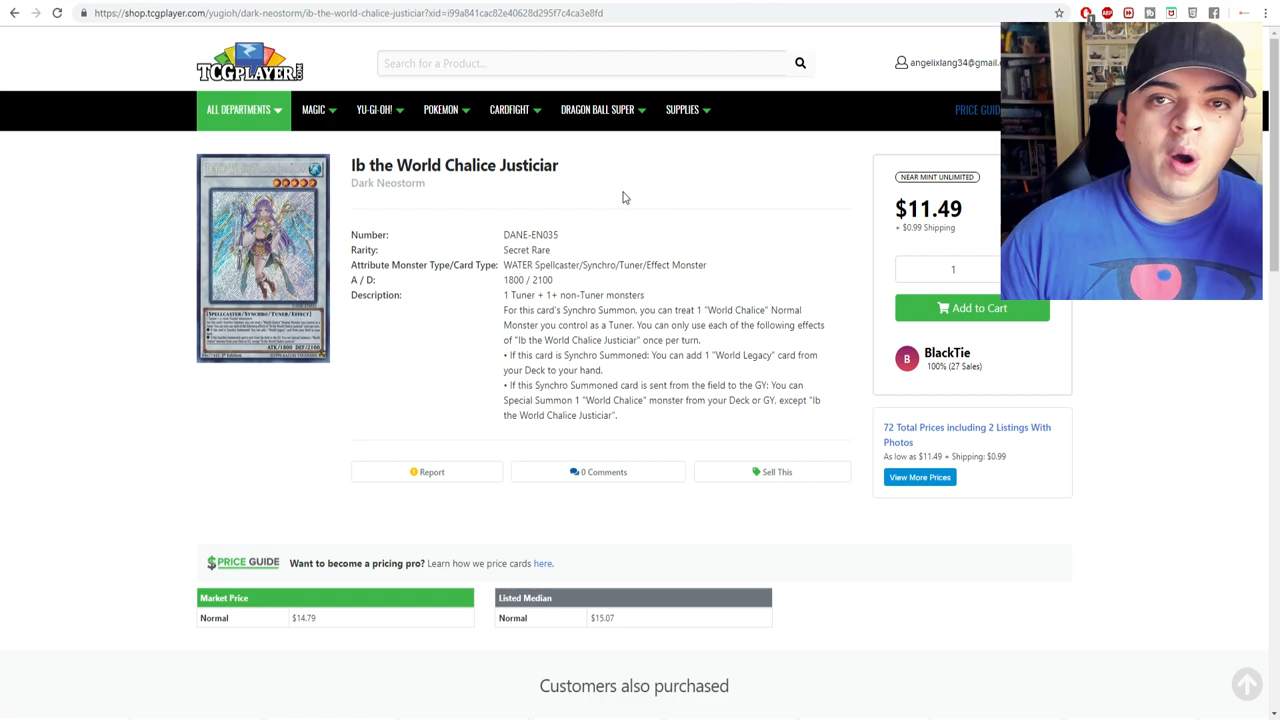 https://shop.tcgplayer.com/yugioh/dark-neostorm/ib-the-world-chalice-justiciar?xid=i99a841cac82e40628d295f7c4ca3e8fd
TCGPLAYER
Search for a Product...
angelixlang34@gmail.c
ALL DEPARTMENTS
MAGIC
YU-GI-OH!
POKEMON
CARDFIGHT
DRAGON BALL SUPER
SUPPLIES
PRICE GUID
Ib the World Chalice Justiciar
Dark Neostorm
Number: DANE-EN035
Rarity: Secret Rare
Attribute Monster Type/Card Type: WATER Spellcaster/Synchro/Tuner/Effect Monster
A / D: 1800 / 2100
Description: 1 Tuner + 1+ non-Tuner monsters
For this card's Synchro Summon, you can treat 1 "World Chalice" Normal
Monster you control as a Tuner. You can only use each of the following effects
of "Ib the World Chalice Justiciar" once per turn.
• If this card is Synchro Summoned: You can add 1 "World Legacy" card from
your Deck to your hand.
• If this Synchro Summoned card is sent from the field to the GY: You can
Special Summon 1 "World Chalice" monster from your Deck or GY, except "Ib
the World Chalice Justiciar".
Report
0 Comments
Sell This
NEAR MINT UNLIMITED
$11.49
+ $0.99 Shipping
1
Add to Cart
B
BlackTie
100% (27 Sales)
72 Total Prices including 2 Listings With
Photos
As low as $11.49 + Shipping: $0.99
View More Prices
[SPELLCASTER/SYNCHRO/TUNER/EFFECT]
ATK/1800 DEF/2100
$PRICE GUIDE
Want to become a pricing pro? Learn how we price cards here.
Market Price
Normal $14.79
Listed Median
Normal $15.07
Customers also purchased